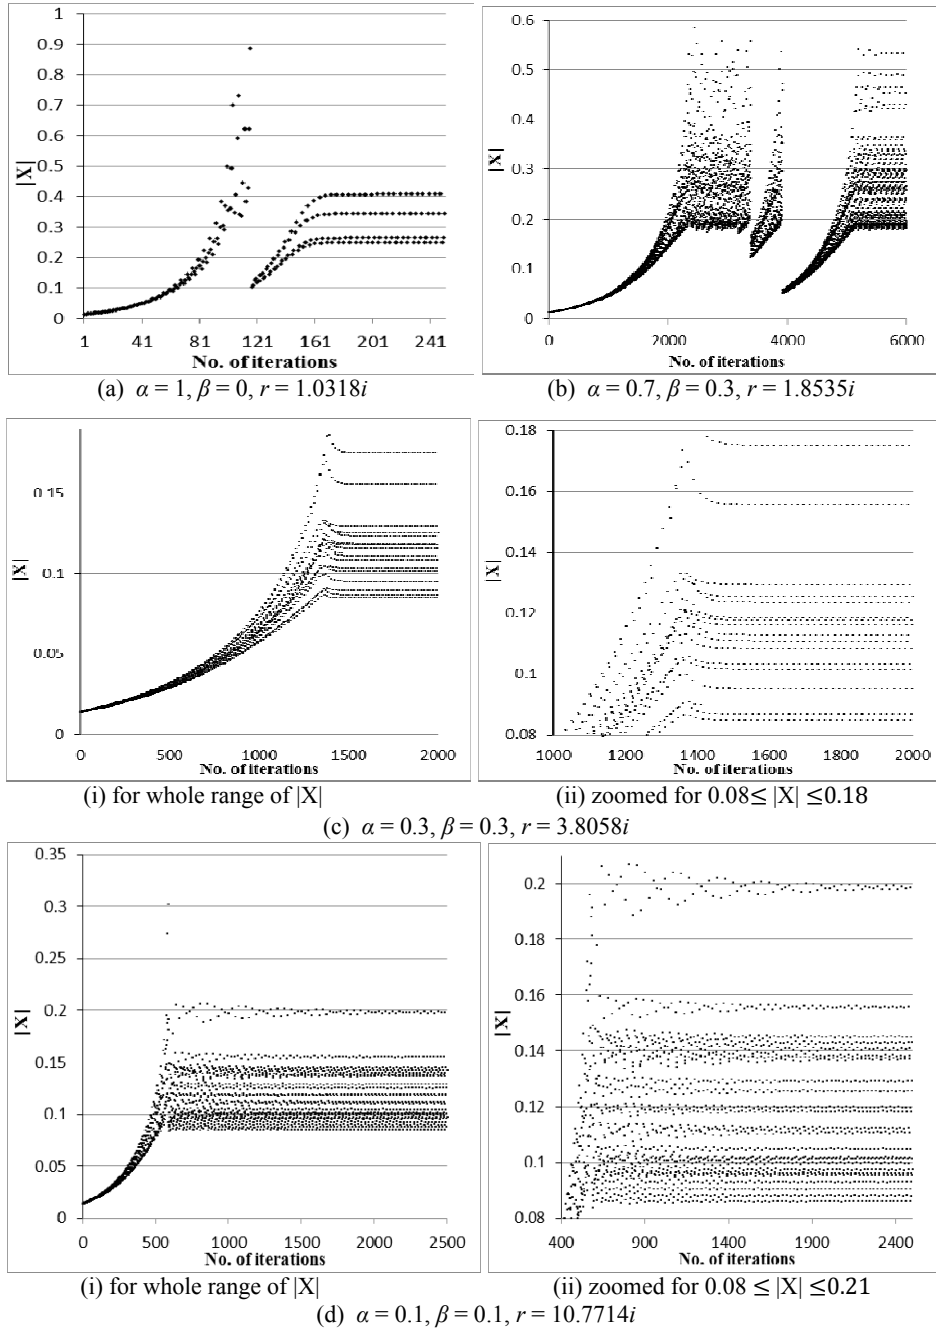 1
0.9
0.8
0.7
0.6
0.5
0.4
0.3
0.2
0.1
0
|X|
1 41 81 121 161 201 241
No. of iterations
(a) α = 1, β = 0, r = 1.0318i
0.6
0.5
0.4
0.3
0.2
0.1
0
|X|
0 2000 4000 6000
No. of iterations
(b) α = 0.7, β = 0.3, r = 1.8535i
0.15
0.1
0.05
0
|X|
0 500 1000 1500 2000
No. of iterations
(i) for whole range of |X|
0.18
0.16
0.14
0.12
0.1
0.08
|X|
1000 1200 1400 1600 1800 2000
No. of iterations
(ii) zoomed for 0.08≤ |X| ≤0.18
(c) α = 0.3, β = 0.3, r = 3.8058i
0.35
0.3
0.25
0.2
0.15
0.1
0.05
0
|X|
0 500 1000 1500 2000 2500
No. of iterations
(i) for whole range of |X|
0.2
0.18
0.16
0.14
0.12
0.1
0.08
|X|
400 900 1400 1900 2400
No. of iterations
(ii) zoomed for 0.08 ≤ |X| ≤0.21
(d) α = 0.1, β = 0.1, r = 10.7714i